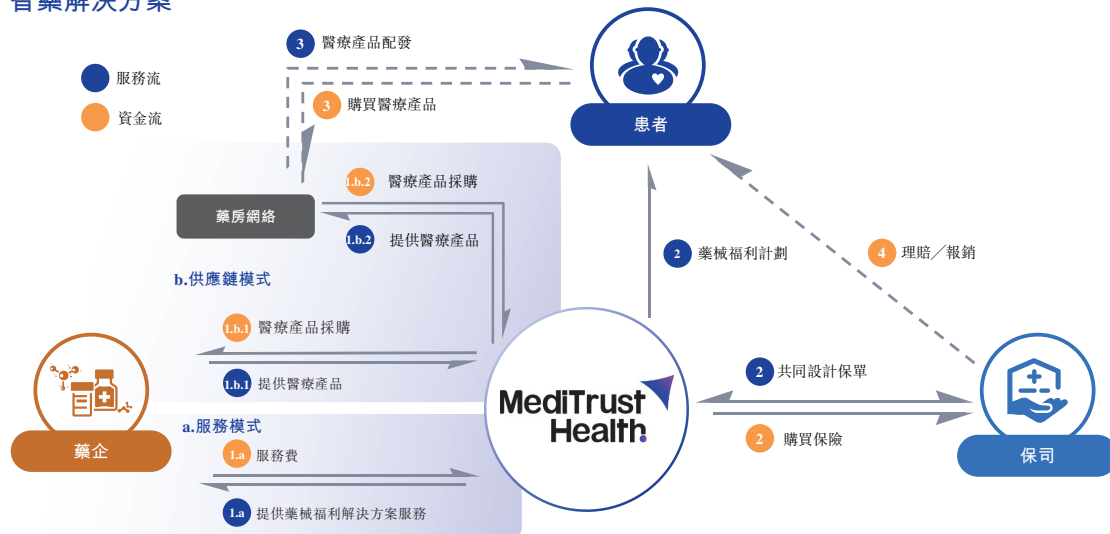 智藥解決方案
服務流
資金流
3 醫療產品配發
3 購買醫療產品
患者
藥房網絡
1.b.2 醫療產品採購
1.b.2 提供醫療產品
2 藥械福利計劃
4 理賠／報銷
b.供應鏈模式
1.b.1 醫療產品採購
1.b.1 提供醫療產品
藥企
a.服務模式
1.a 服務費
1.a 提供藥械福利解決方案服務
MediTrust
Health
2 共同設計保單
2 購買保險
保司